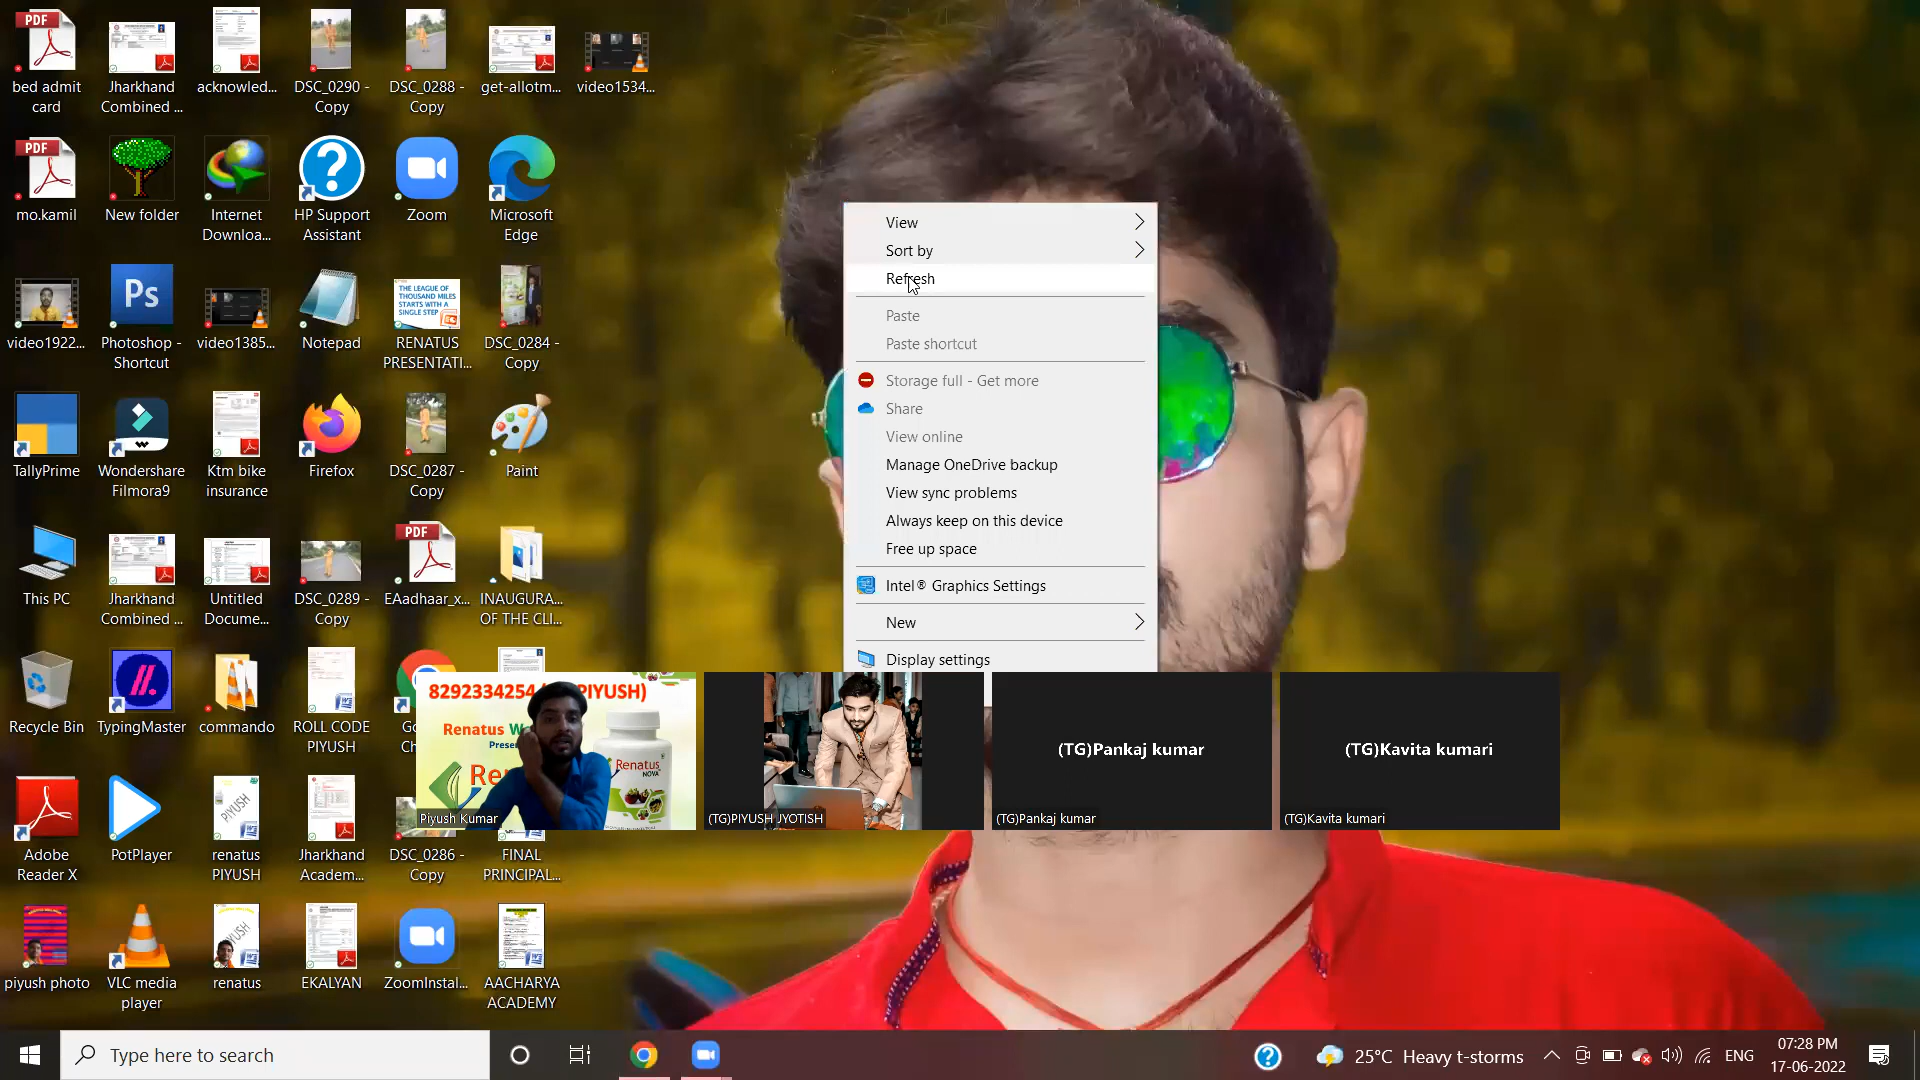 bed admit
card
Jharkhand
Combined ...
acknowled...
DSC_0290 -
Copy
DSC_0288 -
Copy
get-allotm...
video1534...
PDF
mo.kamil
New folder
Internet
Downloa...
HP Support
Assistant
Zoom
Microsoft
Edge
PDF
video1922...
Ps
Photoshop -
Shortcut
video1385...
Notepad
THE LEAGUE OF
THOUSAND MILES
STARTS WITH A
SINGLE STEP
RENATUS
PRESENTATI...
DSC_0284 -
Copy
TallyPrime
Wondershare
Filmora9
Ktm bike
insurance
Firefox
DSC_0287 -
Copy
Paint
This PC
Jharkhand
Combined ...
Untitled
Docume...
DSC_0289 -
Copy
PDF
EAadhaar_x...
INAUGURA...
OF THE CLI...
Recycle Bin
TypingMaster
commando
ROLL CODE
PIYUSH
Adobe
Reader X
PotPlayer
PIYUSH
renatus
PIYUSH
Jharkhand
Academ...
DSC_0286 -
Copy
FINAL
PRINCIPAL...
piyush photo
VLC media
player
renatus
EKALYAN
ZoomInstal...
AACHARYA
ACADEMY
View
Sort by
Refresh
Paste
Paste shortcut
Storage full - Get more
Share
View online
Manage OneDrive backup
View sync problems
Always keep on this device
Free up space
Intel® Graphics Settings
New
Display settings
8292334254
PIYUSH)
Renatus
Renatus
NOVA
Piyush Kumar
(TG)PIYUSH JYOTISH
(TG)Pankaj kumar
(TG)Pankaj kumar
(TG)Kavita kumari
(TG)Kavita kumari
Type here to search
25°C Heavy t-storms
ENG
07:28 PM
17-06-2022